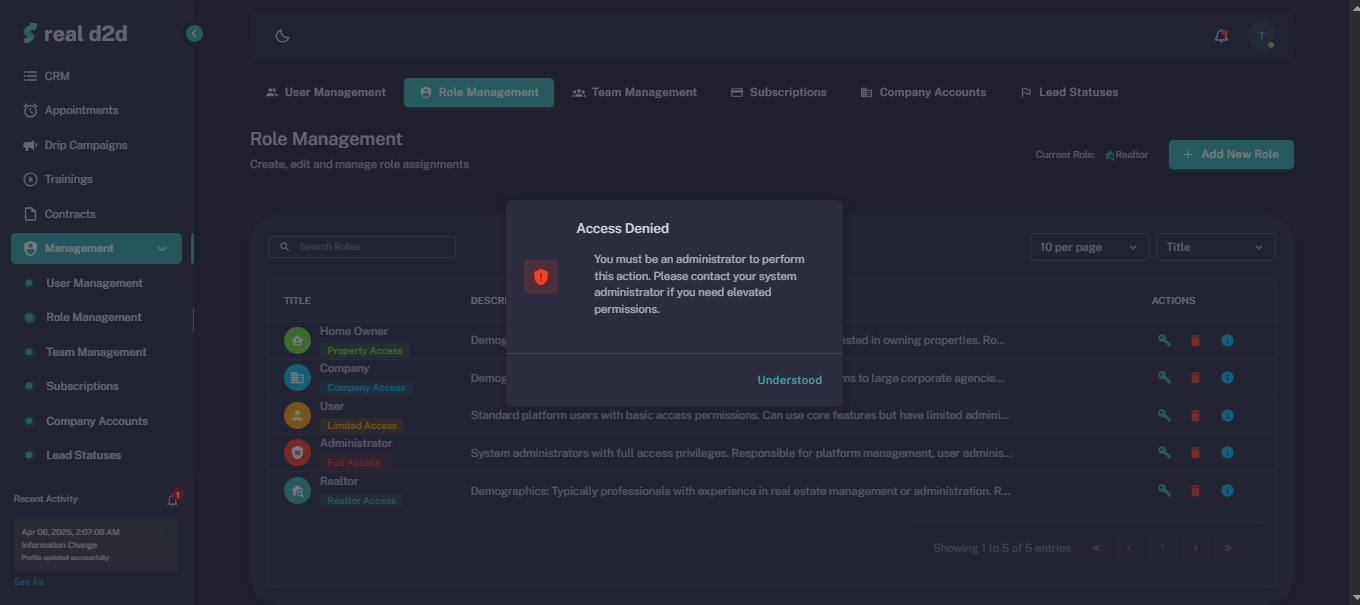 real d2d
CRM
Appointments
Drip Campaigns
Trainings
Contracts
Management
User Management
Role Management
Team Management
Subscriptions
Company Accounts
Lead Statuses
Recent Activity
1
Apr 06, 2025, 2:07:06 AM
Information Change
Profile updated successfully
See All
T
User Management
Role Management
Team Management
Subscriptions
Company Accounts
Lead Statuses
Role Management
Create, edit and manage role assignments
Current Role: Realtor
+ Add New Role
Search Roles
10 per page
Title
TITLE
DESCRI
ACTIONS
Home Owner
Property Access
Demog
sted in owning properties. Ro...
Company
Company Access
Demog
ms to large corporate agencie...
User
Limited Access
Standard platform users with basic access permissions. Can use core features but have limited admini...
Administrator
Full Access
System administrators with full access privileges. Responsible for platform management, user adminis...
Realtor
Realtor Access
Demographics: Typically professionals with experience in real estate management or administration. R...
Showing 1 to 5 of 5 entries
« ‹ 1 › »
Access Denied
You must be an administrator to perform
this action. Please contact your system
administrator if you need elevated
permissions.
Understood